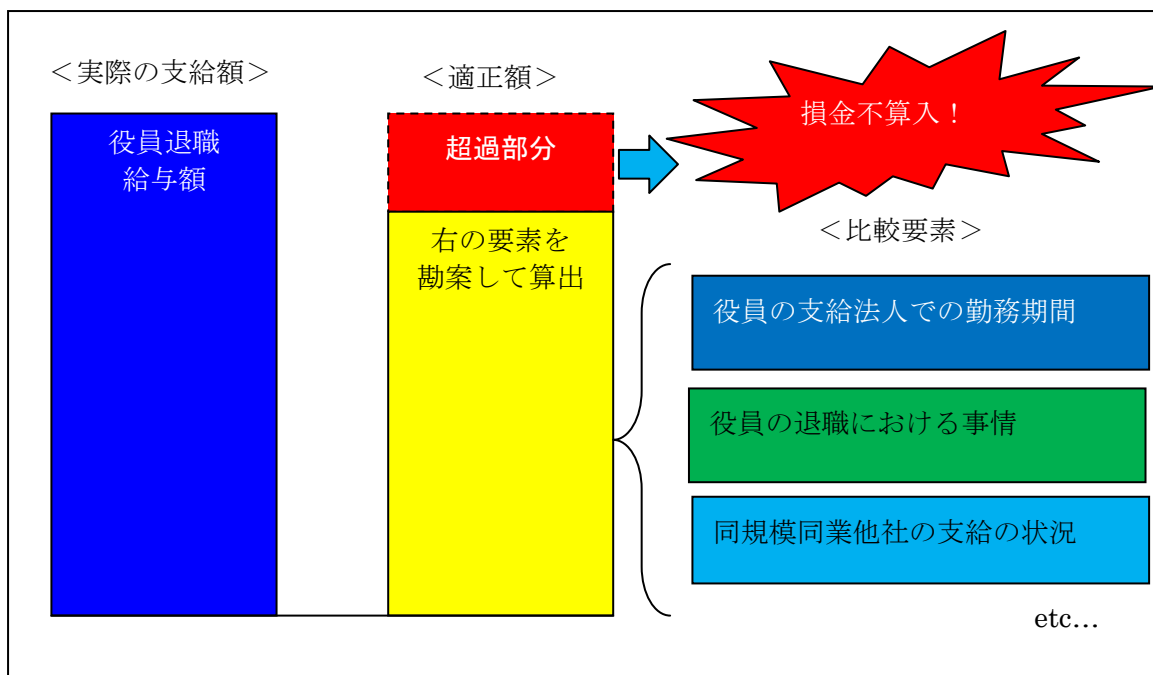 ＜実際の支給額＞
役員退職
給与額
＜適正額＞
超過部分
右の要素を
勘案して算出
損金不算入！
＜比較要素＞
役員の支給法人での勤務期間
役員の退職における事情
同規模同業他社の支給の状況
etc…